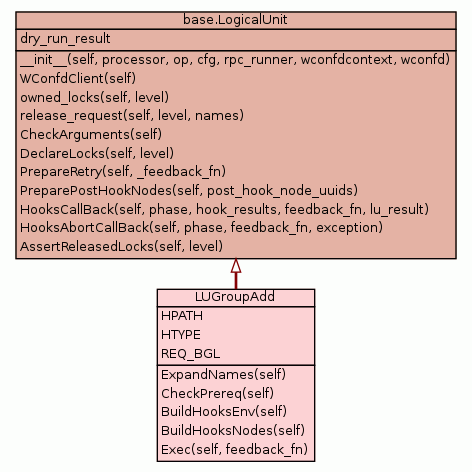 base.LogicalUnit
dry_run_result
__init__(self, processor, op, cfg, rpc_runner, wconfdcontext, wconfd)
WConfdClient(self)
owned_locks(self, level)
release_request(self, level, names)
CheckArguments(self)
DeclareLocks(self, level)
PrepareRetry(self, _feedback_fn)
PreparePostHookNodes(self, post_hook_node_uuids)
HooksCallBack(self, phase, hook_results, feedback_fn, lu_result)
HooksAbortCallBack(self, phase, feedback_fn, exception)
AssertReleasedLocks(self, level)
LUGroupAdd
HPATH
HTYPE
REQ_BGL
ExpandNames(self)
CheckPrereq(self)
BuildHooksEnv(self)
BuildHooksNodes(self)
Exec(self, feedback_fn)